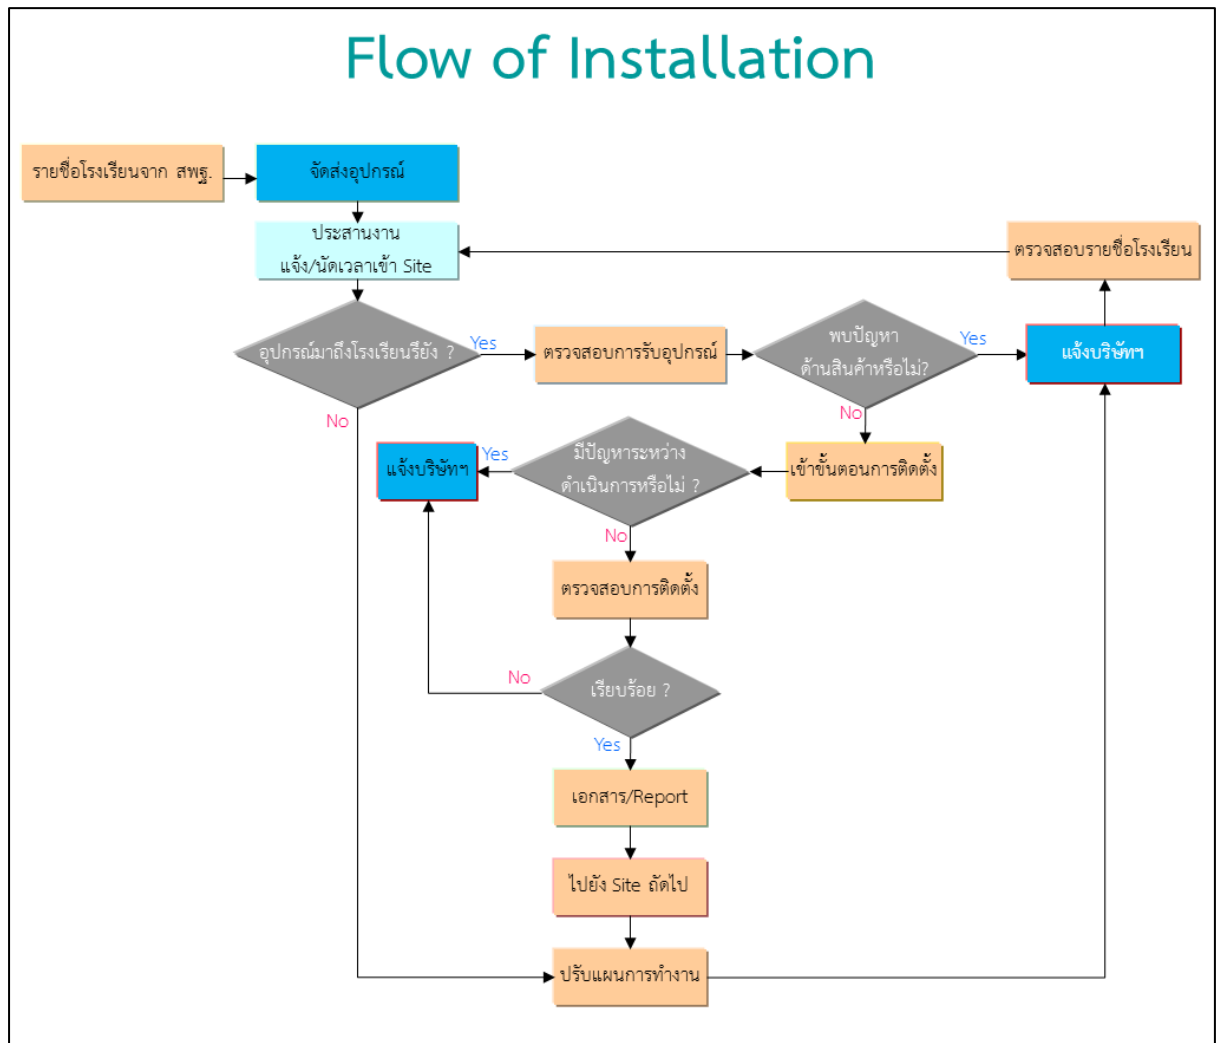 Flow of Installation
รายชื่อโรงเรียนจาก สพฐ.
จัดส่งอุปกรณ์
ประสานงาน
แจ้ง/นัดเวลาเข้า Site
ตรวจสอบรายชื่อโรงเรียน
อุปกรณ์มาถึงโรงเรียนรึยัง ?
Yes
ตรวจสอบการรับอุปกรณ์
พบปัญหา
ด้านสินค้าหรือไม่?
Yes
แจ้งบริษัทฯ
No
No
แจ้งบริษัทฯ
Yes
มีปัญหาระหว่าง
ดำเนินการหรือไม่ ?
เข้าขั้นตอนการติดตั้ง
No
ตรวจสอบการติดตั้ง
No
เรียบร้อย ?
Yes
เอกสาร/Report
ไปยัง Site ถัดไป
ปรับแผนการทำงาน